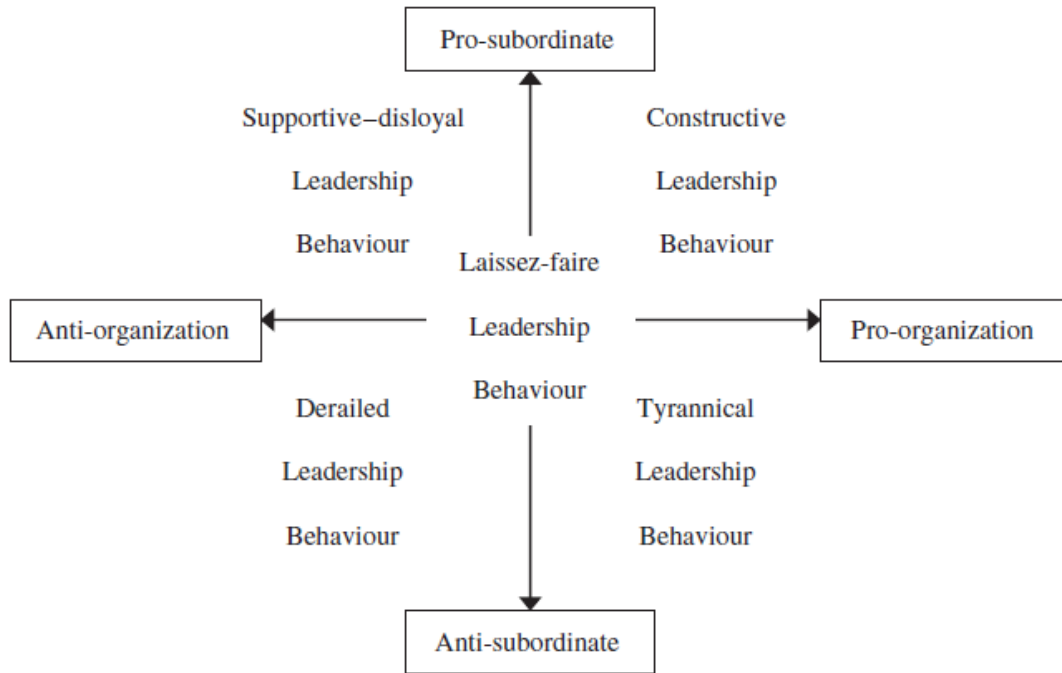 Pro-subordinate
Supportive–disloyal
Leadership
Behaviour
Constructive
Leadership
Behaviour
Laissez-faire
Leadership
Behaviour
Anti-organization
Pro-organization
Derailed
Leadership
Behaviour
Tyrannical
Leadership
Behaviour
Anti-subordinate